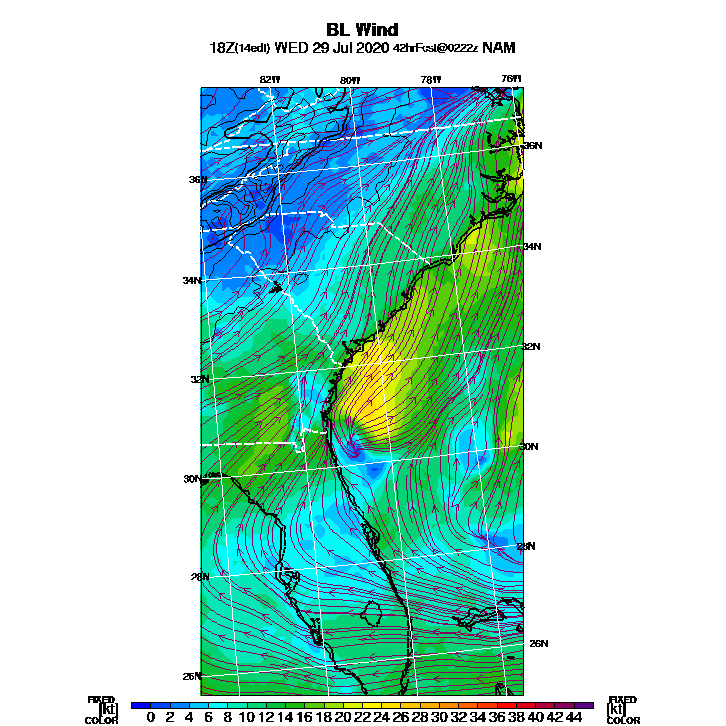 BL Wind
18Z(14edt) WED 29 Jul 2020 42hrFcst@0222z NAM
82W 80W 78W 76W
36N
36N
34N
34N
32N
32N
30N
30N
28N
28N
26N
26N
FIXED FIXED
[kt] 0 2 4 6 8 10 12 14 16 18 20 22 24 26 28 30 32 34 36 38 40 42 44 [kt]
COLOR COLOR